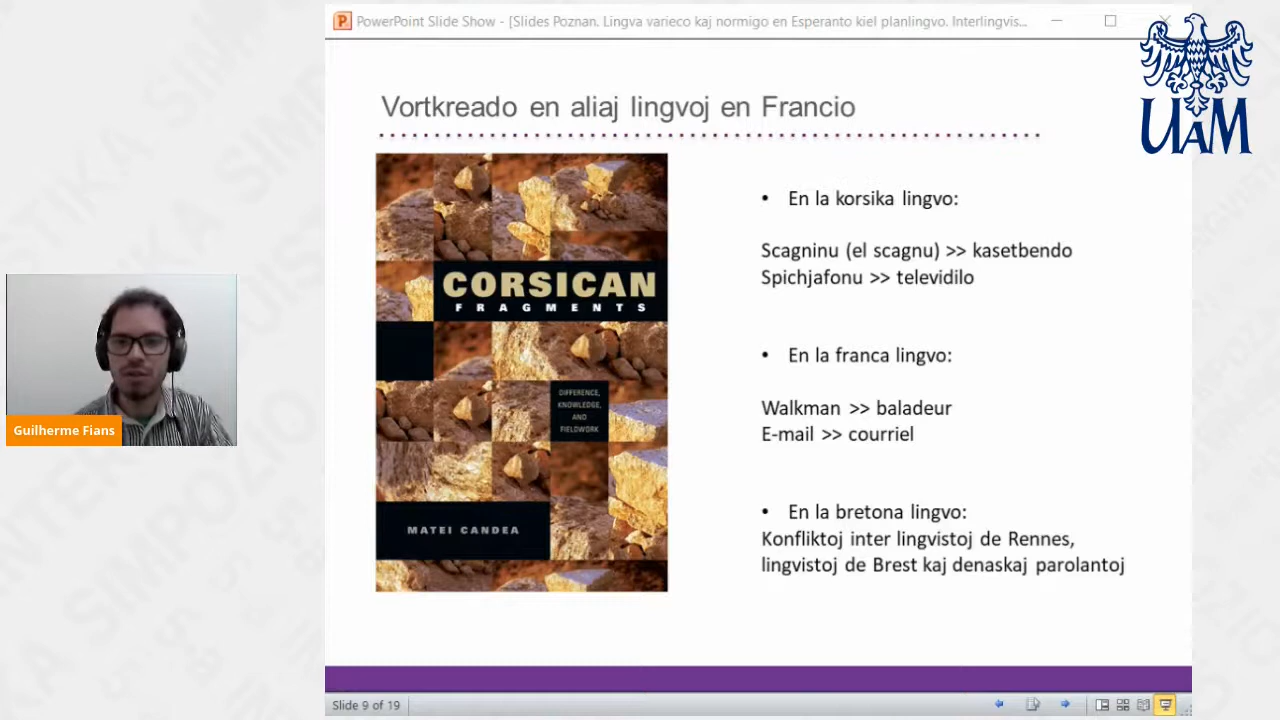 PowerPoint Slide Show - [Slides Poznan. Lingva varieco kaj normigo en Esperanto kiel planlingvo. Interlingvis...
UAM
Vortkreado en aliaj lingvoj en Francio
CORSICAN
FRAGMENTS
DIFFERENCE,
KNOWLEDGE,
AND
FIELDWORK
MATEI CANDEA
• En la korsika lingvo:
Scagninu (el scagnu) >> kasetbendo
Spichjafonu >> televidilo
• En la franca lingvo:
Walkman >> baladeur
E-mail >> courriel
• En la bretona lingvo:
Konfliktoj inter lingvistoj de Rennes,
lingvistoj de Brest kaj denaskaj parolantoj
Guilherme Fians
Slide 9 of 19